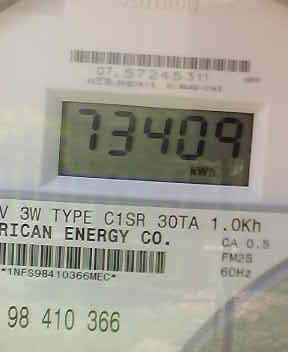 07.57245311
73409
kWh
V 3W TYPE C1SR 30TA 1.0Kh
RICAN ENERGY CO.
CA 0.5
FM2S
60Hz
*1NFS98410366MEC*
98 410 366